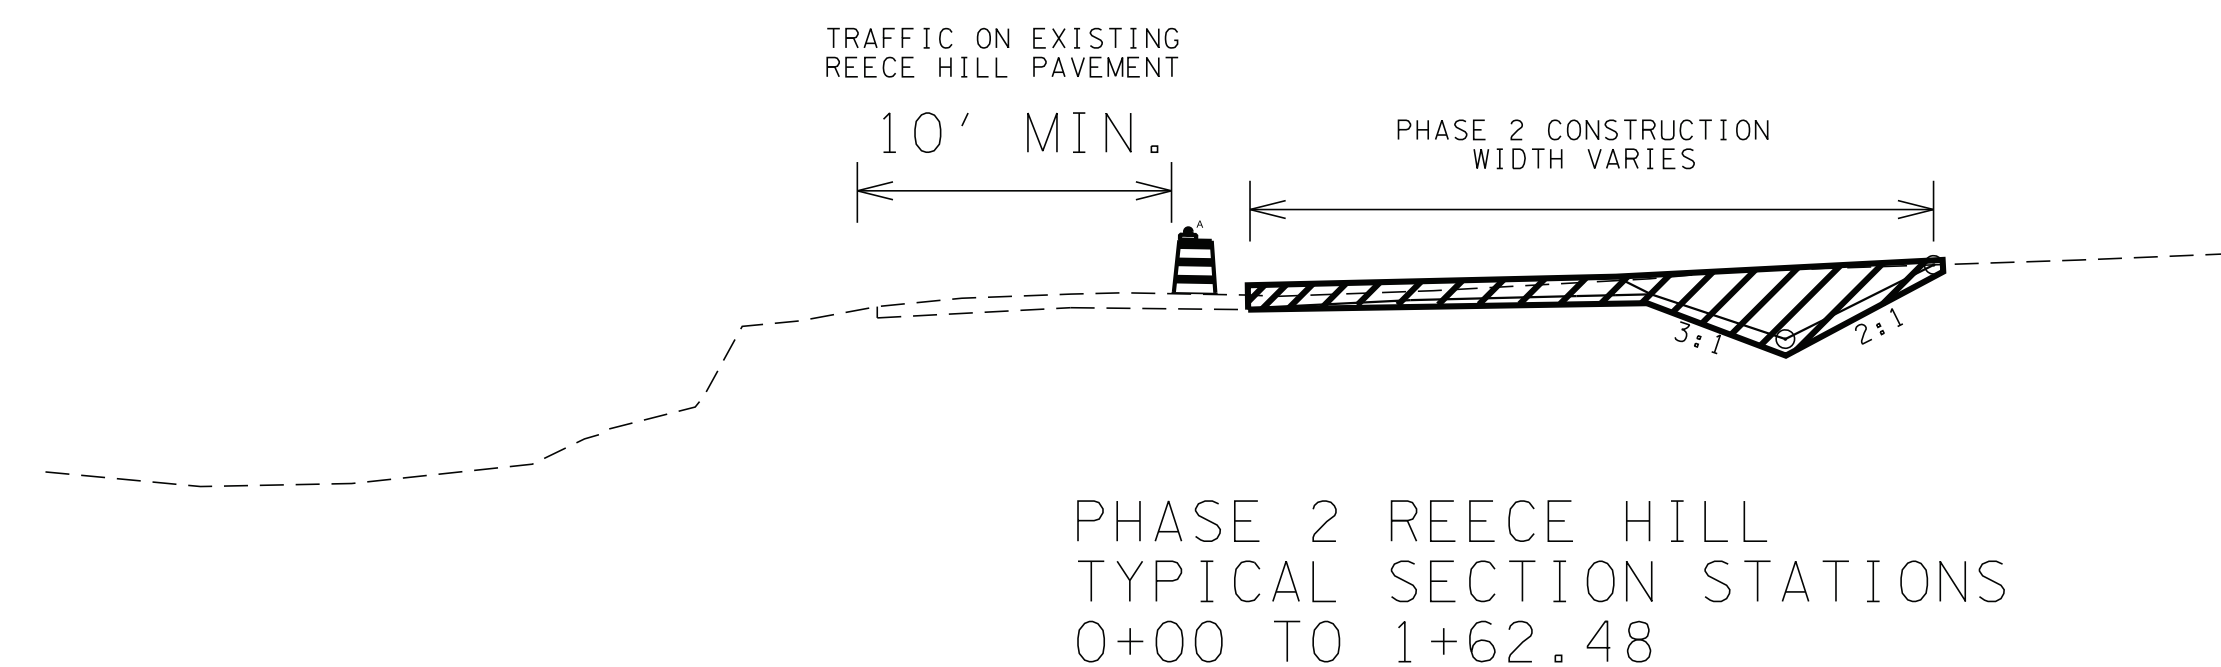 TRAFFIC ON EXISTING
REECE HILL PAVEMENT
10' MIN.
PHASE 2 CONSTRUCTION
WIDTH VARIES
A
3:1
2:1
PHASE 2 REECE HILL
TYPICAL SECTION STATIONS
0+00 TO 1+62.48